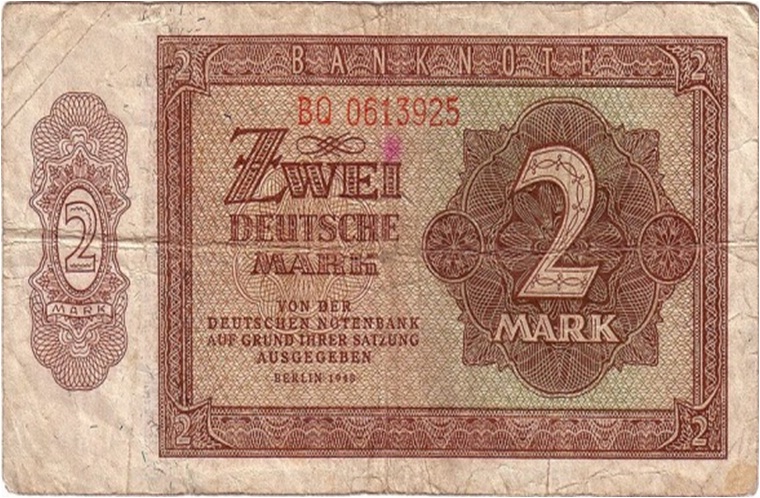 2 BANKNOTE 2
BQ 0613925
ZWEI
DEUTSCHE
MARK
VON DER
DEUTSCHEN NOTENBANK
AUF GRUND IHRER SATZUNG
AUSGEGEBEN
BERLIN 1948
2
MARK
2
MARK
2 2